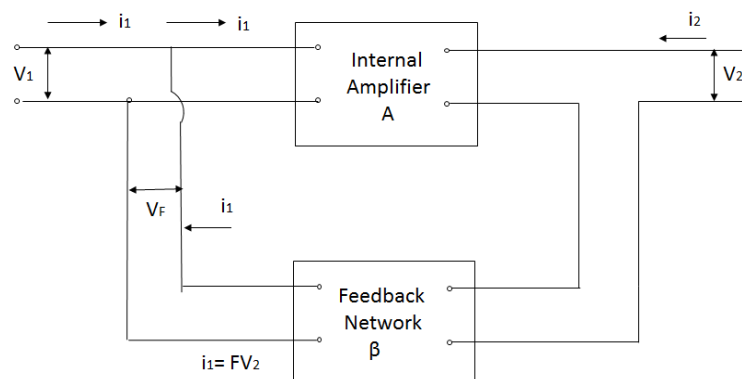 i1 i1 i2
V1
Internal
Amplifier
A
V2
VF
i1
Feedback
Network
β
i1= FV2